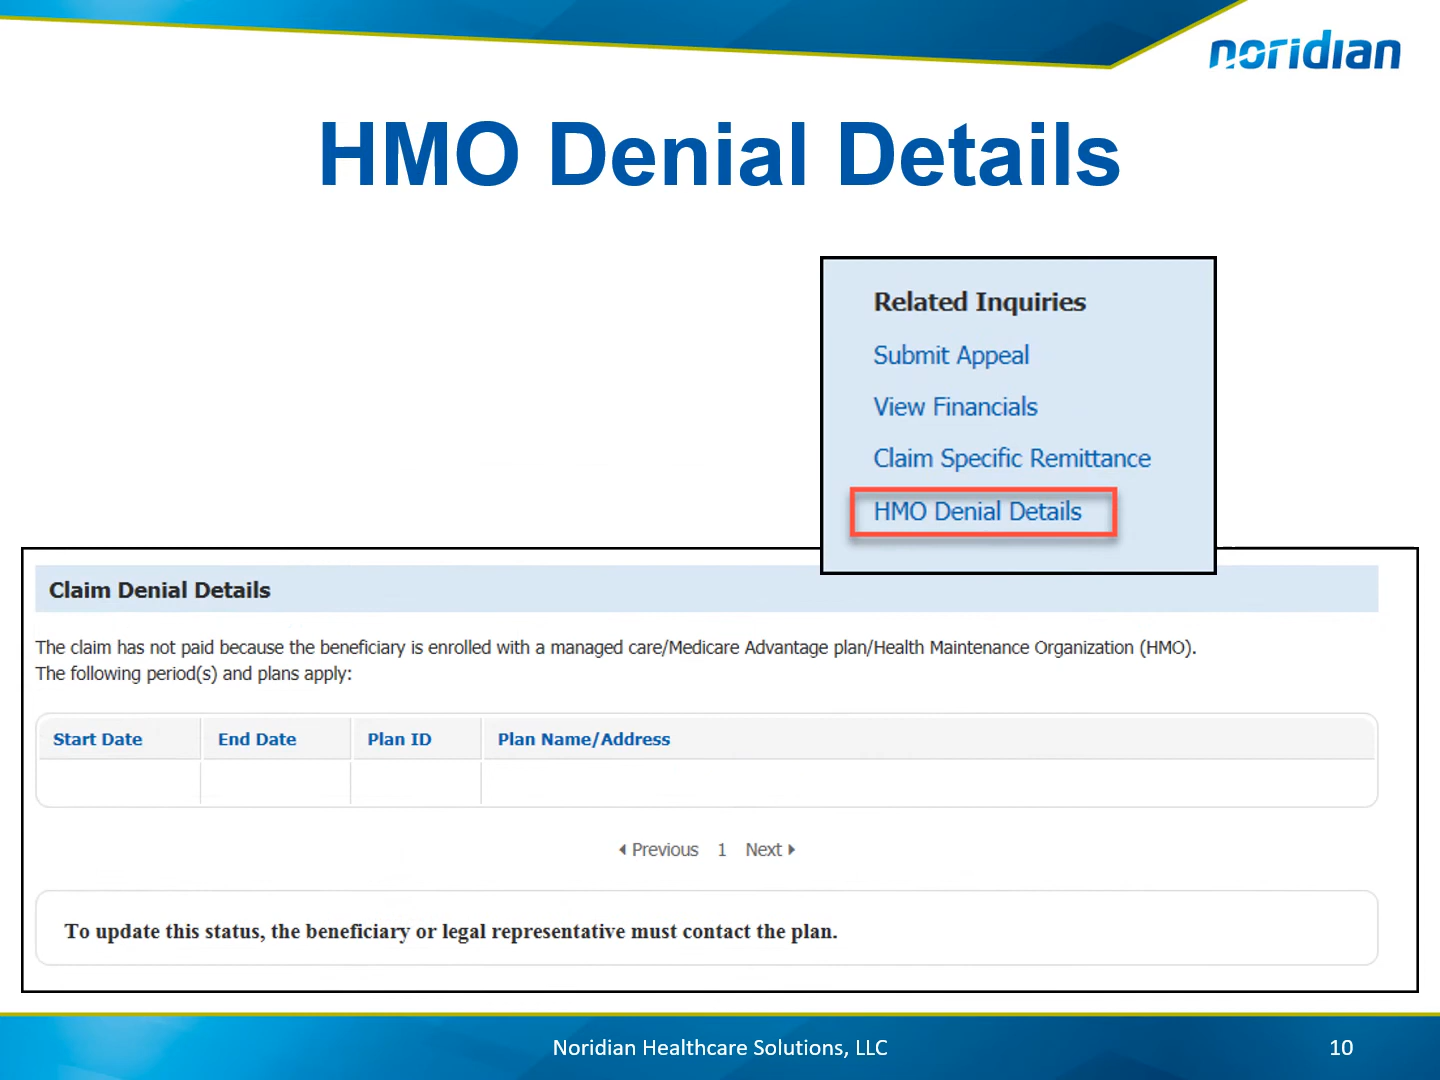 noridian
HMO Denial Details
Related Inquiries
Submit Appeal
View Financials
Claim Specific Remittance
HMO Denial Details
Claim Denial Details
The claim has not paid because the beneficiary is enrolled with a managed care/Medicare Advantage plan/Health Maintenance Organization (HMO).
The following period(s) and plans apply:
Start Date End Date Plan ID Plan Name/Address
Previous 1 Next
To update this status, the beneficiary or legal representative must contact the plan.
Noridian Healthcare Solutions, LLC 10